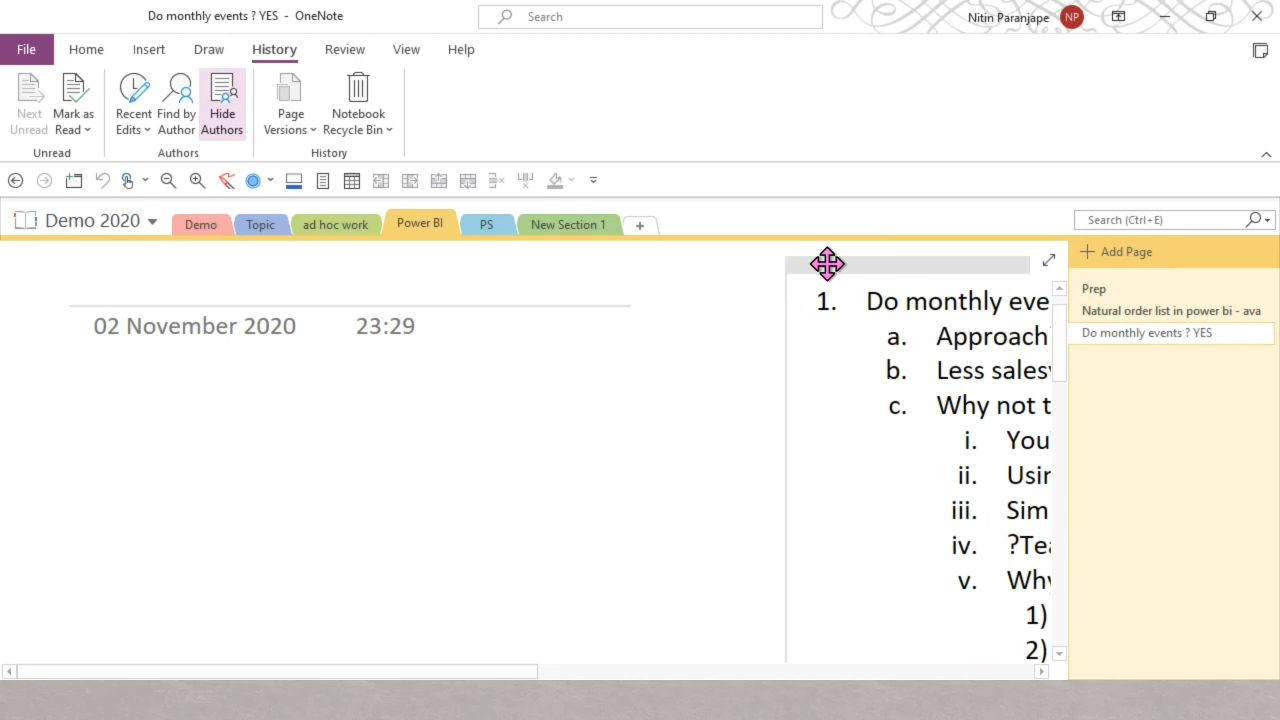 Do monthly events ? YES - OneNote
Search
Nitin Paranjape NP
File Home Insert Draw History Review View Help
Next Unread
Mark as Read
Recent Edits
Find by Author
Hide Authors
Page Versions
Notebook Recycle Bin
Unread
Authors
History
Demo 2020
Demo
Topic
ad hoc work
Power BI
PS
New Section 1
Search (Ctrl+E)
02 November 2020 23:29
1. Do monthly eve
a. Approach
b. Less sales
c. Why not t
i. You
ii. Usin
iii. Sim
iv. ?Tea
v. Why
1)
2)
Add Page
Prep
Natural order list in power bi - ava
Do monthly events ? YES